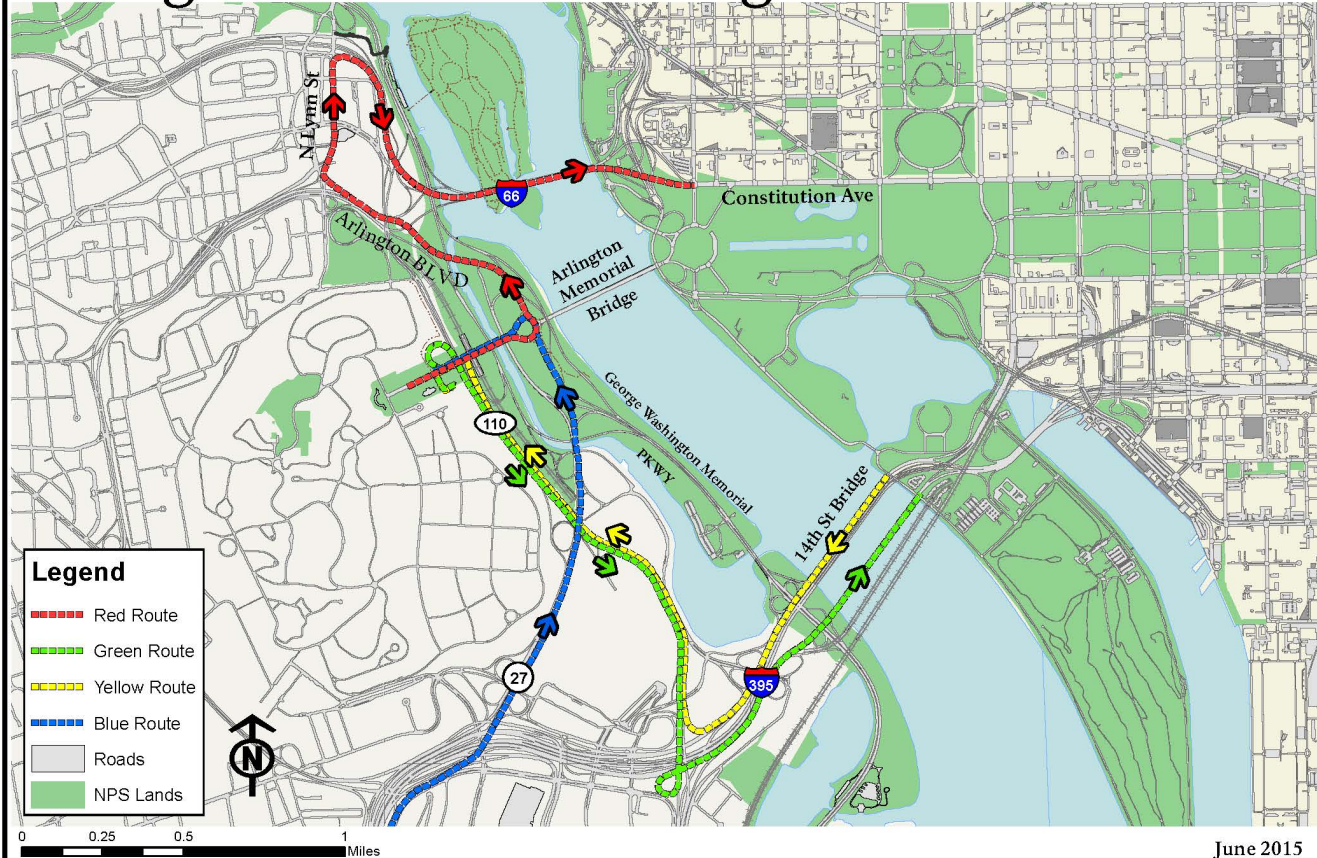 N Lynn St
66
Constitution Ave
Arlington BLVD
Arlington
Memorial
Bridge
George Washington Memorial
PKWY
110
14th St Bridge
27
395
Legend
Red Route
Green Route
Yellow Route
Blue Route
Roads
NPS Lands
N
0 0.25 0.5 1
Miles
June 2015